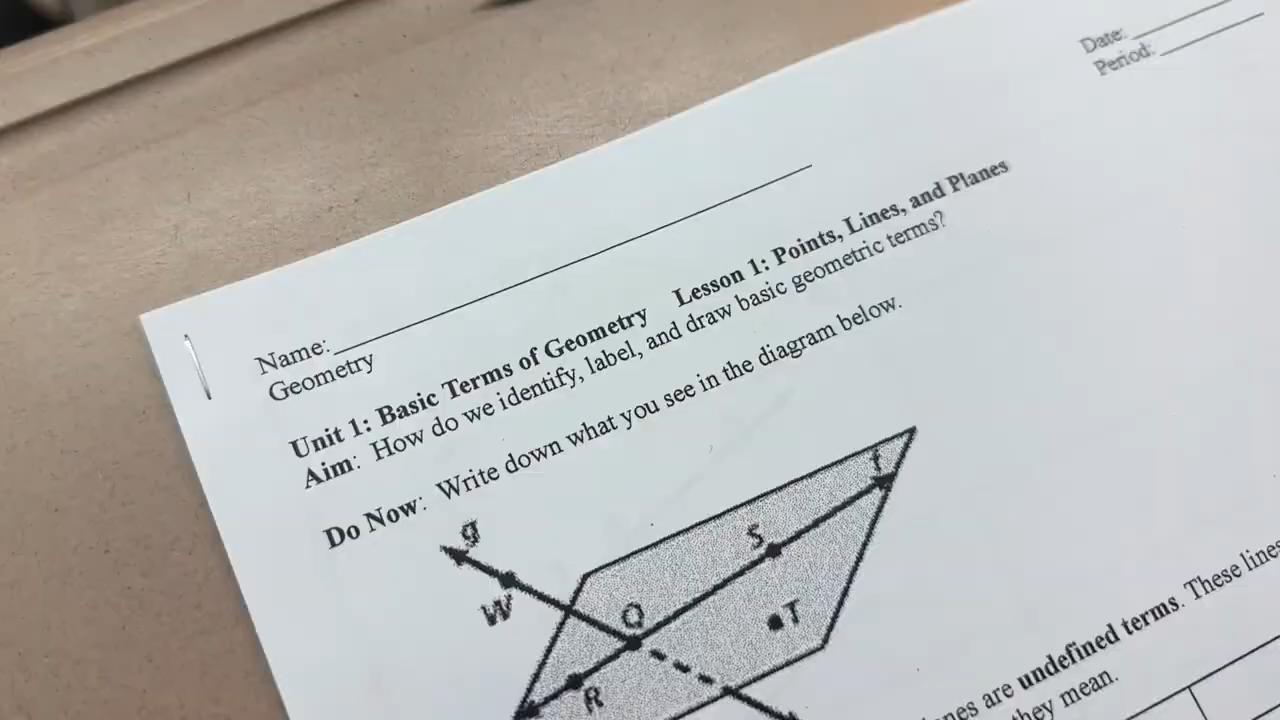 Date:
Period:
Name:
Geometry
Unit 1: Basic Terms of Geometry Lesson 1: Points, Lines, and Planes
Aim: How do we identify, label, and draw basic geometric terms?
Do Now: Write down what you see in the diagram below.
g
W
Q
S
R
T
are undefined terms. These lines
they mean.